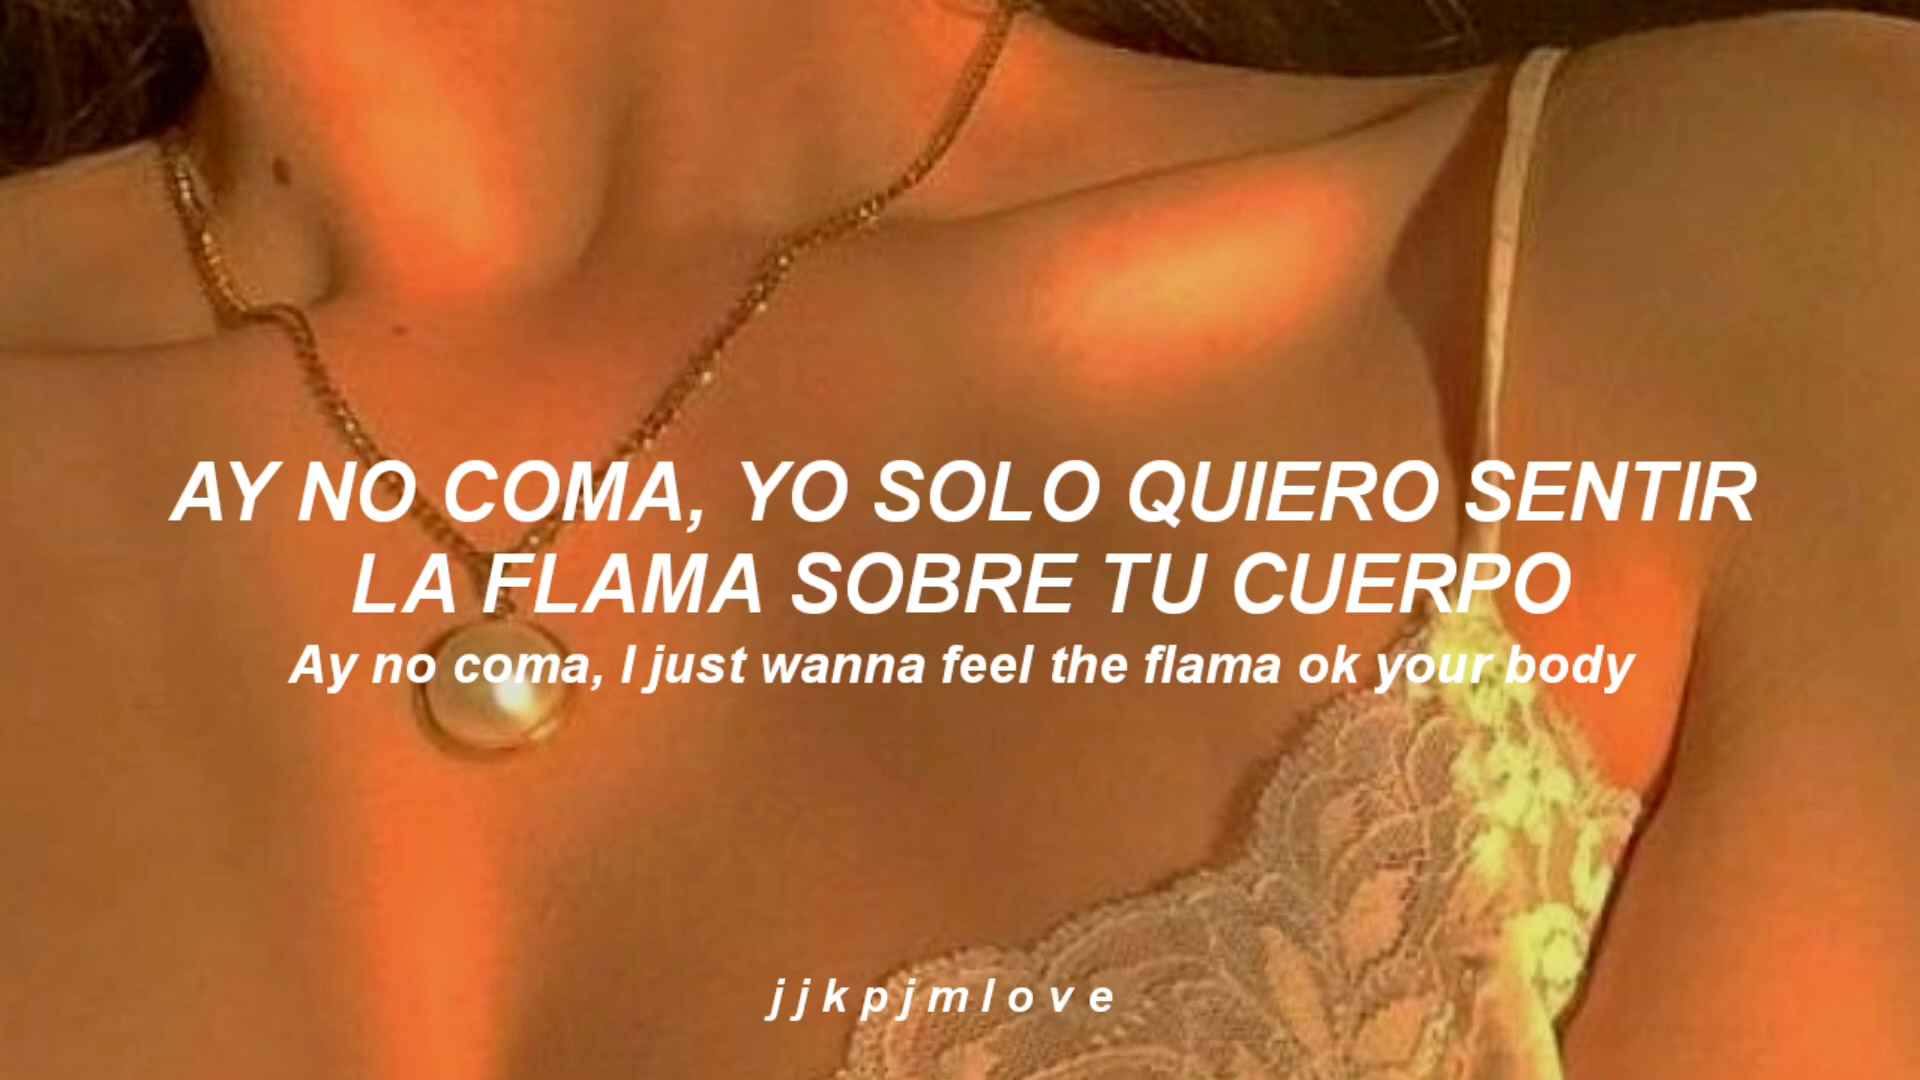 AY NO COMA, YO SOLO QUIERO SENTIR
LA FLAMA SOBRE TU CUERPO
Ay no coma, I just wanna feel the flama ok your body
jjkpjmlove